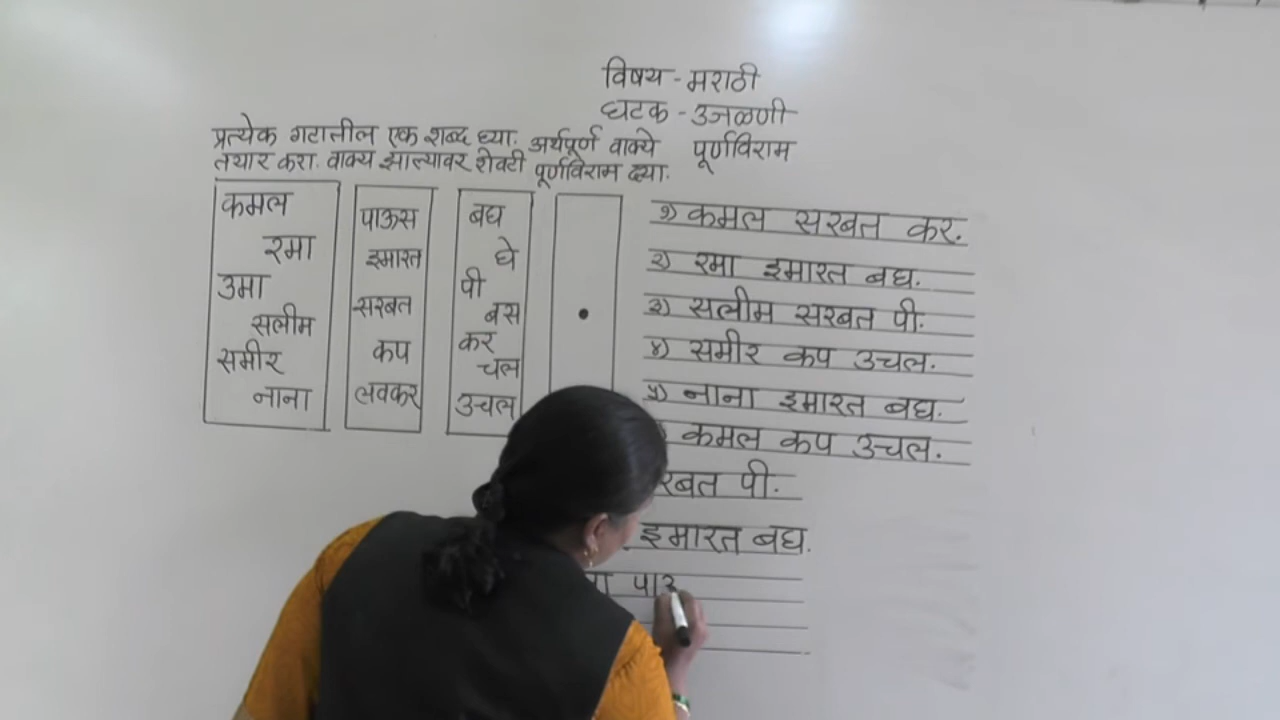 विषय - मराठी
घटक - उजळणी
पूर्णविराम
प्रत्येक गटातील एक शब्द घ्या. अर्थपूर्ण वाक्ये
तयार करा. वाक्य झाल्यावर शेवटी पूर्णविराम द्या.
कमल
रमा
उमा
सलीम
समीर
नाना
पाऊस
इमारत
सरबत
कप
लवकर
बघ
घे
पी
बस
कर
चल
उचल
.
१) कमल सरबत कर.
२) रमा इमारत बघ.
३) सलीम सरबत पी.
४) समीर कप उचल.
५) नाना इमारत बघ.
कमल कप उचल.
रबत पी.
इमारत बघ.